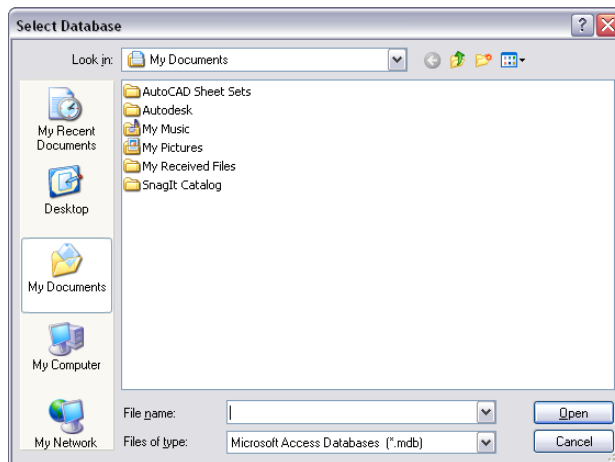 Select Database
Look in:
My Documents
My Recent
Documents
Desktop
My Documents
My Computer
My Network
AutoCAD Sheet Sets
Autodesk
My Music
My Pictures
My Received Files
SnagIt Catalog
File name:
Open
Files of type:
Microsoft Access Databases (*.mdb)
Cancel